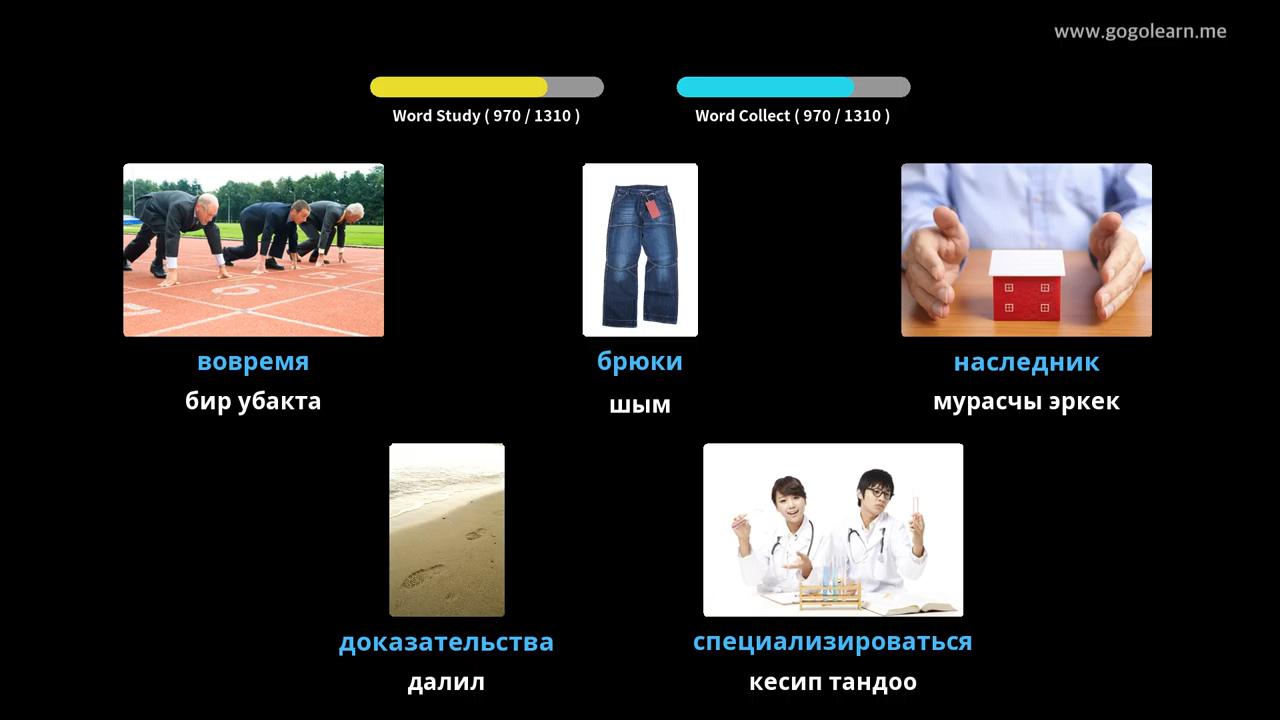 www.gogolearn.me
Word Study ( 970 / 1310 )
Word Collect ( 970 / 1310 )
вовремя
бир убакта
брюки
шым
наследник
мурасчы эркек
доказательства
далил
специализироваться
кесип тандоо